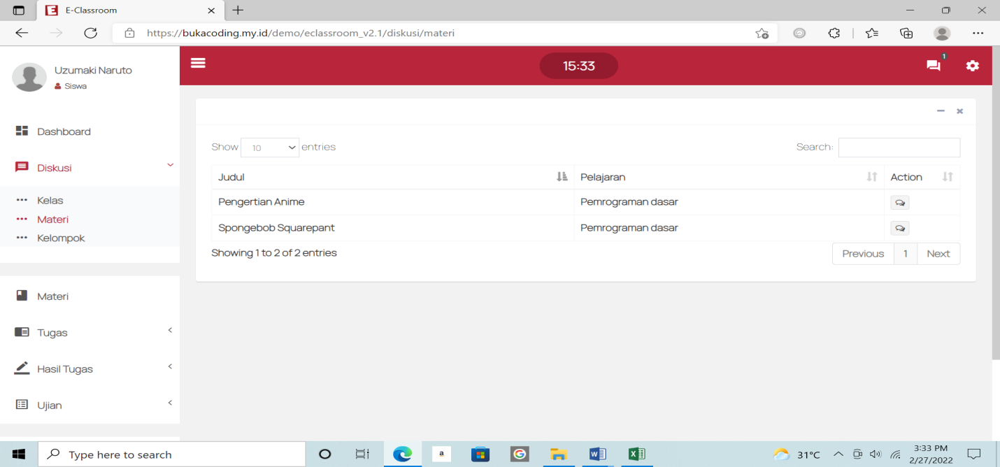 E-Classroom
https://bukacoding.my.id/demo/eclassroom_v2.1/diskusi/materi
Uzumaki Naruto
Siswa
15:33
1
Dashboard
Diskusi
Kelas
Materi
Kelompok
Materi
Tugas
Hasil Tugas
Ujian
Show 10 entries
Search:
Judul Pelajaran Action
Pengertian Anime Pemrograman dasar
Spongebob Squarepant Pemrograman dasar
Showing 1 to 2 of 2 entries
Previous 1 Next
Type here to search
31°C
3:33 PM
2/27/2022